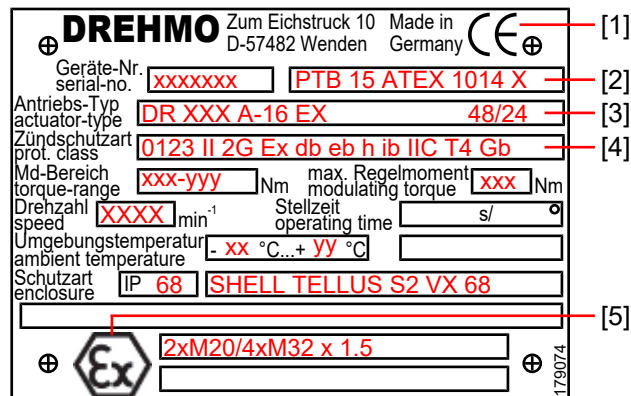 DREHMO Zum Eichstruck 10 Made in
D-57482 Wenden Germany CE [1]
Geräte-Nr.
serial-no. xxxxxxx PTB 15 ATEX 1014 X [2]
Antriebs-Typ
actuator-type DR XXX A-16 EX 48/24 [3]
Zündschutzart
prot. class 0123 II 2G Ex db eb h ib IIC T4 Gb [4]
Md-Bereich
torque-range xxx-yyy Nm
max. Regelmoment
modulating torque xxx Nm
Drehzahl
speed XXXX min-1
Stellzeit
operating time s/ °
Umgebungstemperatur
ambient temperature - xx °C...+ yy °C
Schutzart
enclosure IP 68 SHELL TELLUS S2 VX 68
[5]
Ex 2xM20/4xM32 x 1.5
179074